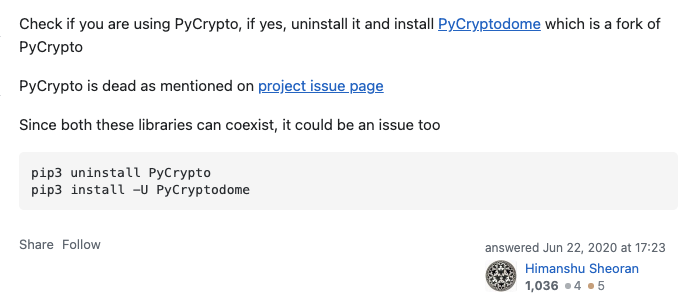 Check if you are using PyCrypto, if yes, uninstall it and install PyCryptodome which is a fork of
PyCrypto
PyCrypto is dead as mentioned on project issue page
Since both these libraries can coexist, it could be an issue too
pip3 uninstall PyCrypto
pip3 install –U PyCryptodome
Share Follow
answered Jun 22, 2020 at 17:23
Himanshu Sheoran
1,036 ●4 ●5